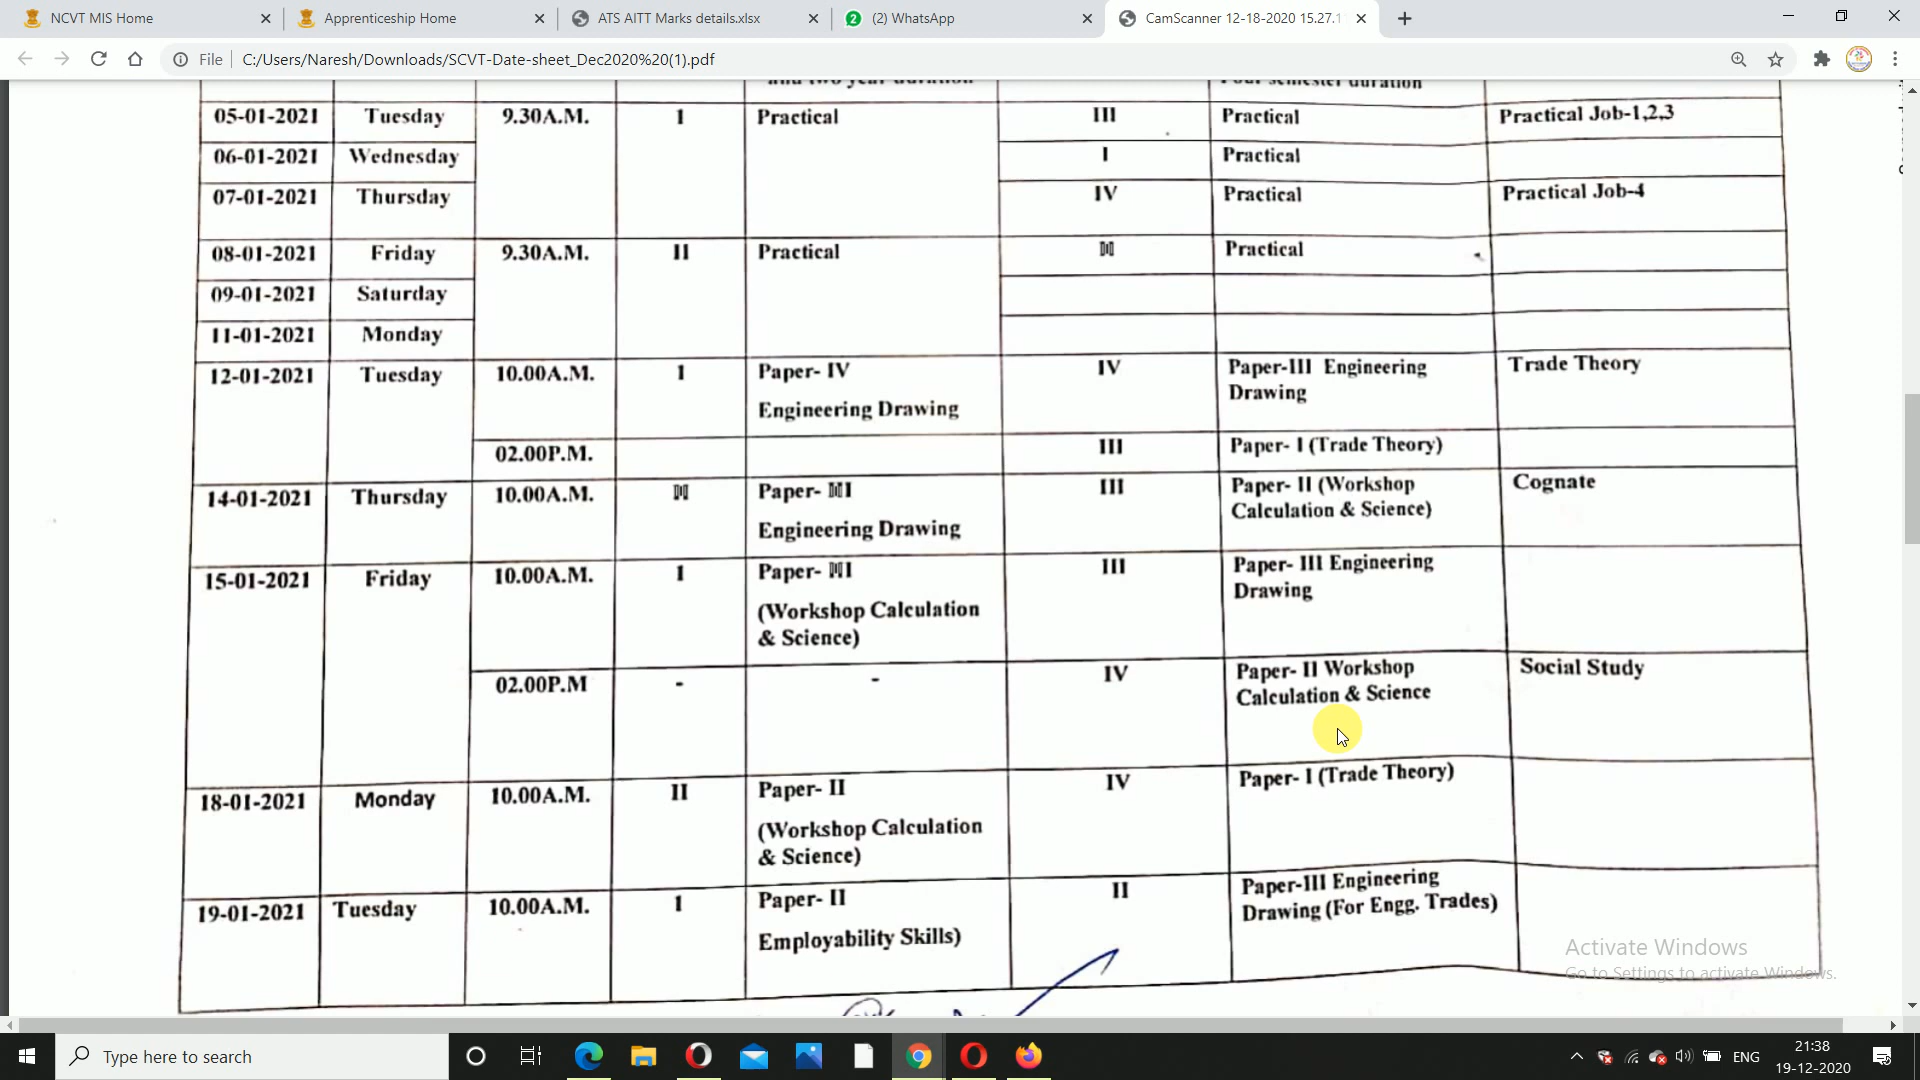 NCVT MIS Home
Apprenticeship Home
ATS AITT Marks details.xlsx
(2) WhatsApp
CamScanner 12-18-2020 15.27.1
File C:/Users/Naresh/Downloads/SCVT-Date-sheet_Dec2020%20(1).pdf
and two year duration Four semester duration
05-01-2021 Tuesday 9.30A.M. I Practical III Practical Practical Job-1,2,3
06-01-2021 Wednesday I Practical
07-01-2021 Thursday IV Practical Practical Job-4
08-01-2021 Friday 9.30A.M. II Practical Practical
09-01-2021 Saturday
11-01-2021 Monday
12-01-2021 Tuesday 10.00A.M. 1 Paper- IV IV Paper-III Engineering Trade Theory
Engineering Drawing Drawing
02.00P.M. III Paper- I (Trade Theory)
14-01-2021 Thursday 10.00A.M. Paper- III Paper- II (Workshop Cognate
Engineering Drawing Calculation & Science)
15-01-2021 Friday 10.00A.M. 1 Paper- III Paper- III Engineering
(Workshop Calculation Drawing
& Science)
02.00P.M - - IV Paper- II Workshop Social Study
Calculation & Science
18-01-2021 Monday 10.00A.M. II Paper- II IV Paper- I (Trade Theory)
(Workshop Calculation
& Science)
19-01-2021 Tuesday 10.00A.M. 1 Paper- II II Paper-III Engineering
Employability Skills) Drawing (For Engg. Trades)
Activate Windows
Go to Settings to activate Windows.
Type here to search
ENG
21:38
19-12-2020